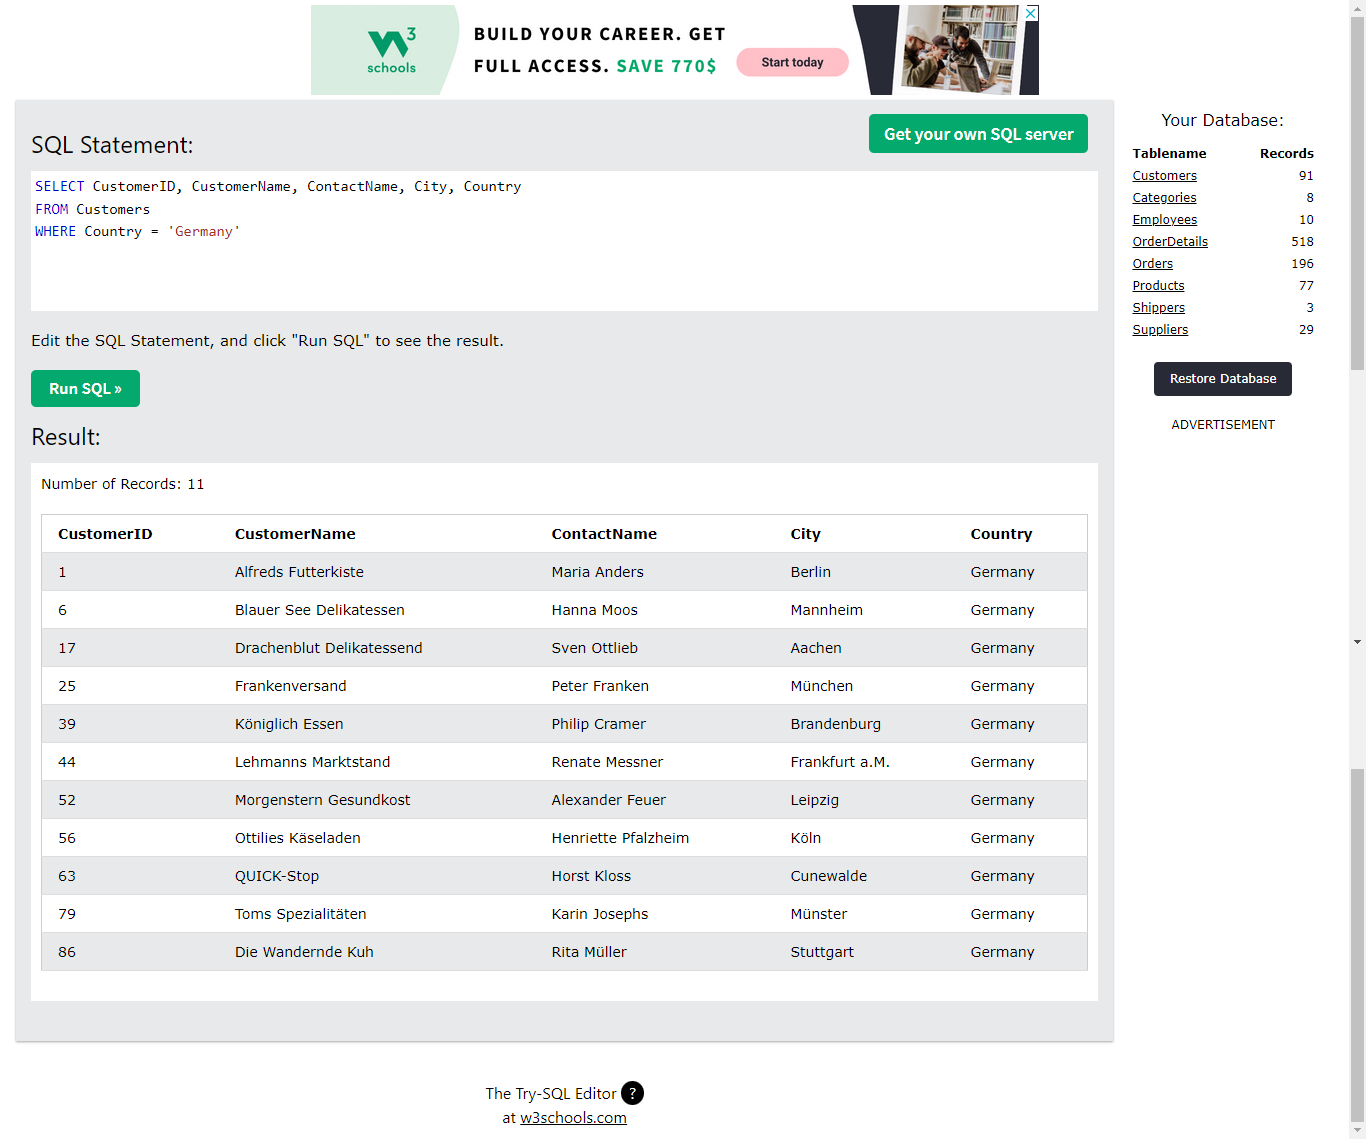 W3
schools
BUILD YOUR CAREER. GET
FULL ACCESS. SAVE 770$
Start today
SQL Statement:
Get your own SQL server
SELECT CustomerID, CustomerName, ContactName, City, Country
FROM Customers
WHERE Country = 'Germany'
Edit the SQL Statement, and click "Run SQL" to see the result.
Run SQL »
Result:
Number of Records: 11
CustomerID CustomerName ContactName City Country
1 Alfreds Futterkiste Maria Anders Berlin Germany
6 Blauer See Delikatessen Hanna Moos Mannheim Germany
17 Drachenblut Delikatessend Sven Ottlieb Aachen Germany
25 Frankenversand Peter Franken München Germany
39 Königlich Essen Philip Cramer Brandenburg Germany
44 Lehmanns Marktstand Renate Messner Frankfurt a.M. Germany
52 Morgenstern Gesundkost Alexander Feuer Leipzig Germany
56 Ottilies Käseladen Henriette Pfalzheim Köln Germany
63 QUICK-Stop Horst Kloss Cunewalde Germany
79 Toms Spezialitäten Karin Josephs Münster Germany
86 Die Wandernde Kuh Rita Müller Stuttgart Germany
Your Database:
Tablename Records
Customers 91
Categories 8
Employees 10
OrderDetails 518
Orders 196
Products 77
Shippers 3
Suppliers 29
Restore Database
ADVERTISEMENT
The Try-SQL Editor ?
at w3schools.com